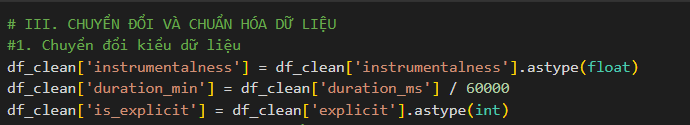 # III. CHUYỂN ĐỔI VÀ CHUẨN HÓA DỮ LIỆU
#1. Chuyển đổi kiểu dữ liệu
df_clean['instrumentalness'] = df_clean['instrumentalness'].astype(float)
df_clean['duration_min'] = df_clean['duration_ms'] / 60000
df_clean['is_explicit'] = df_clean['explicit'].astype(int)